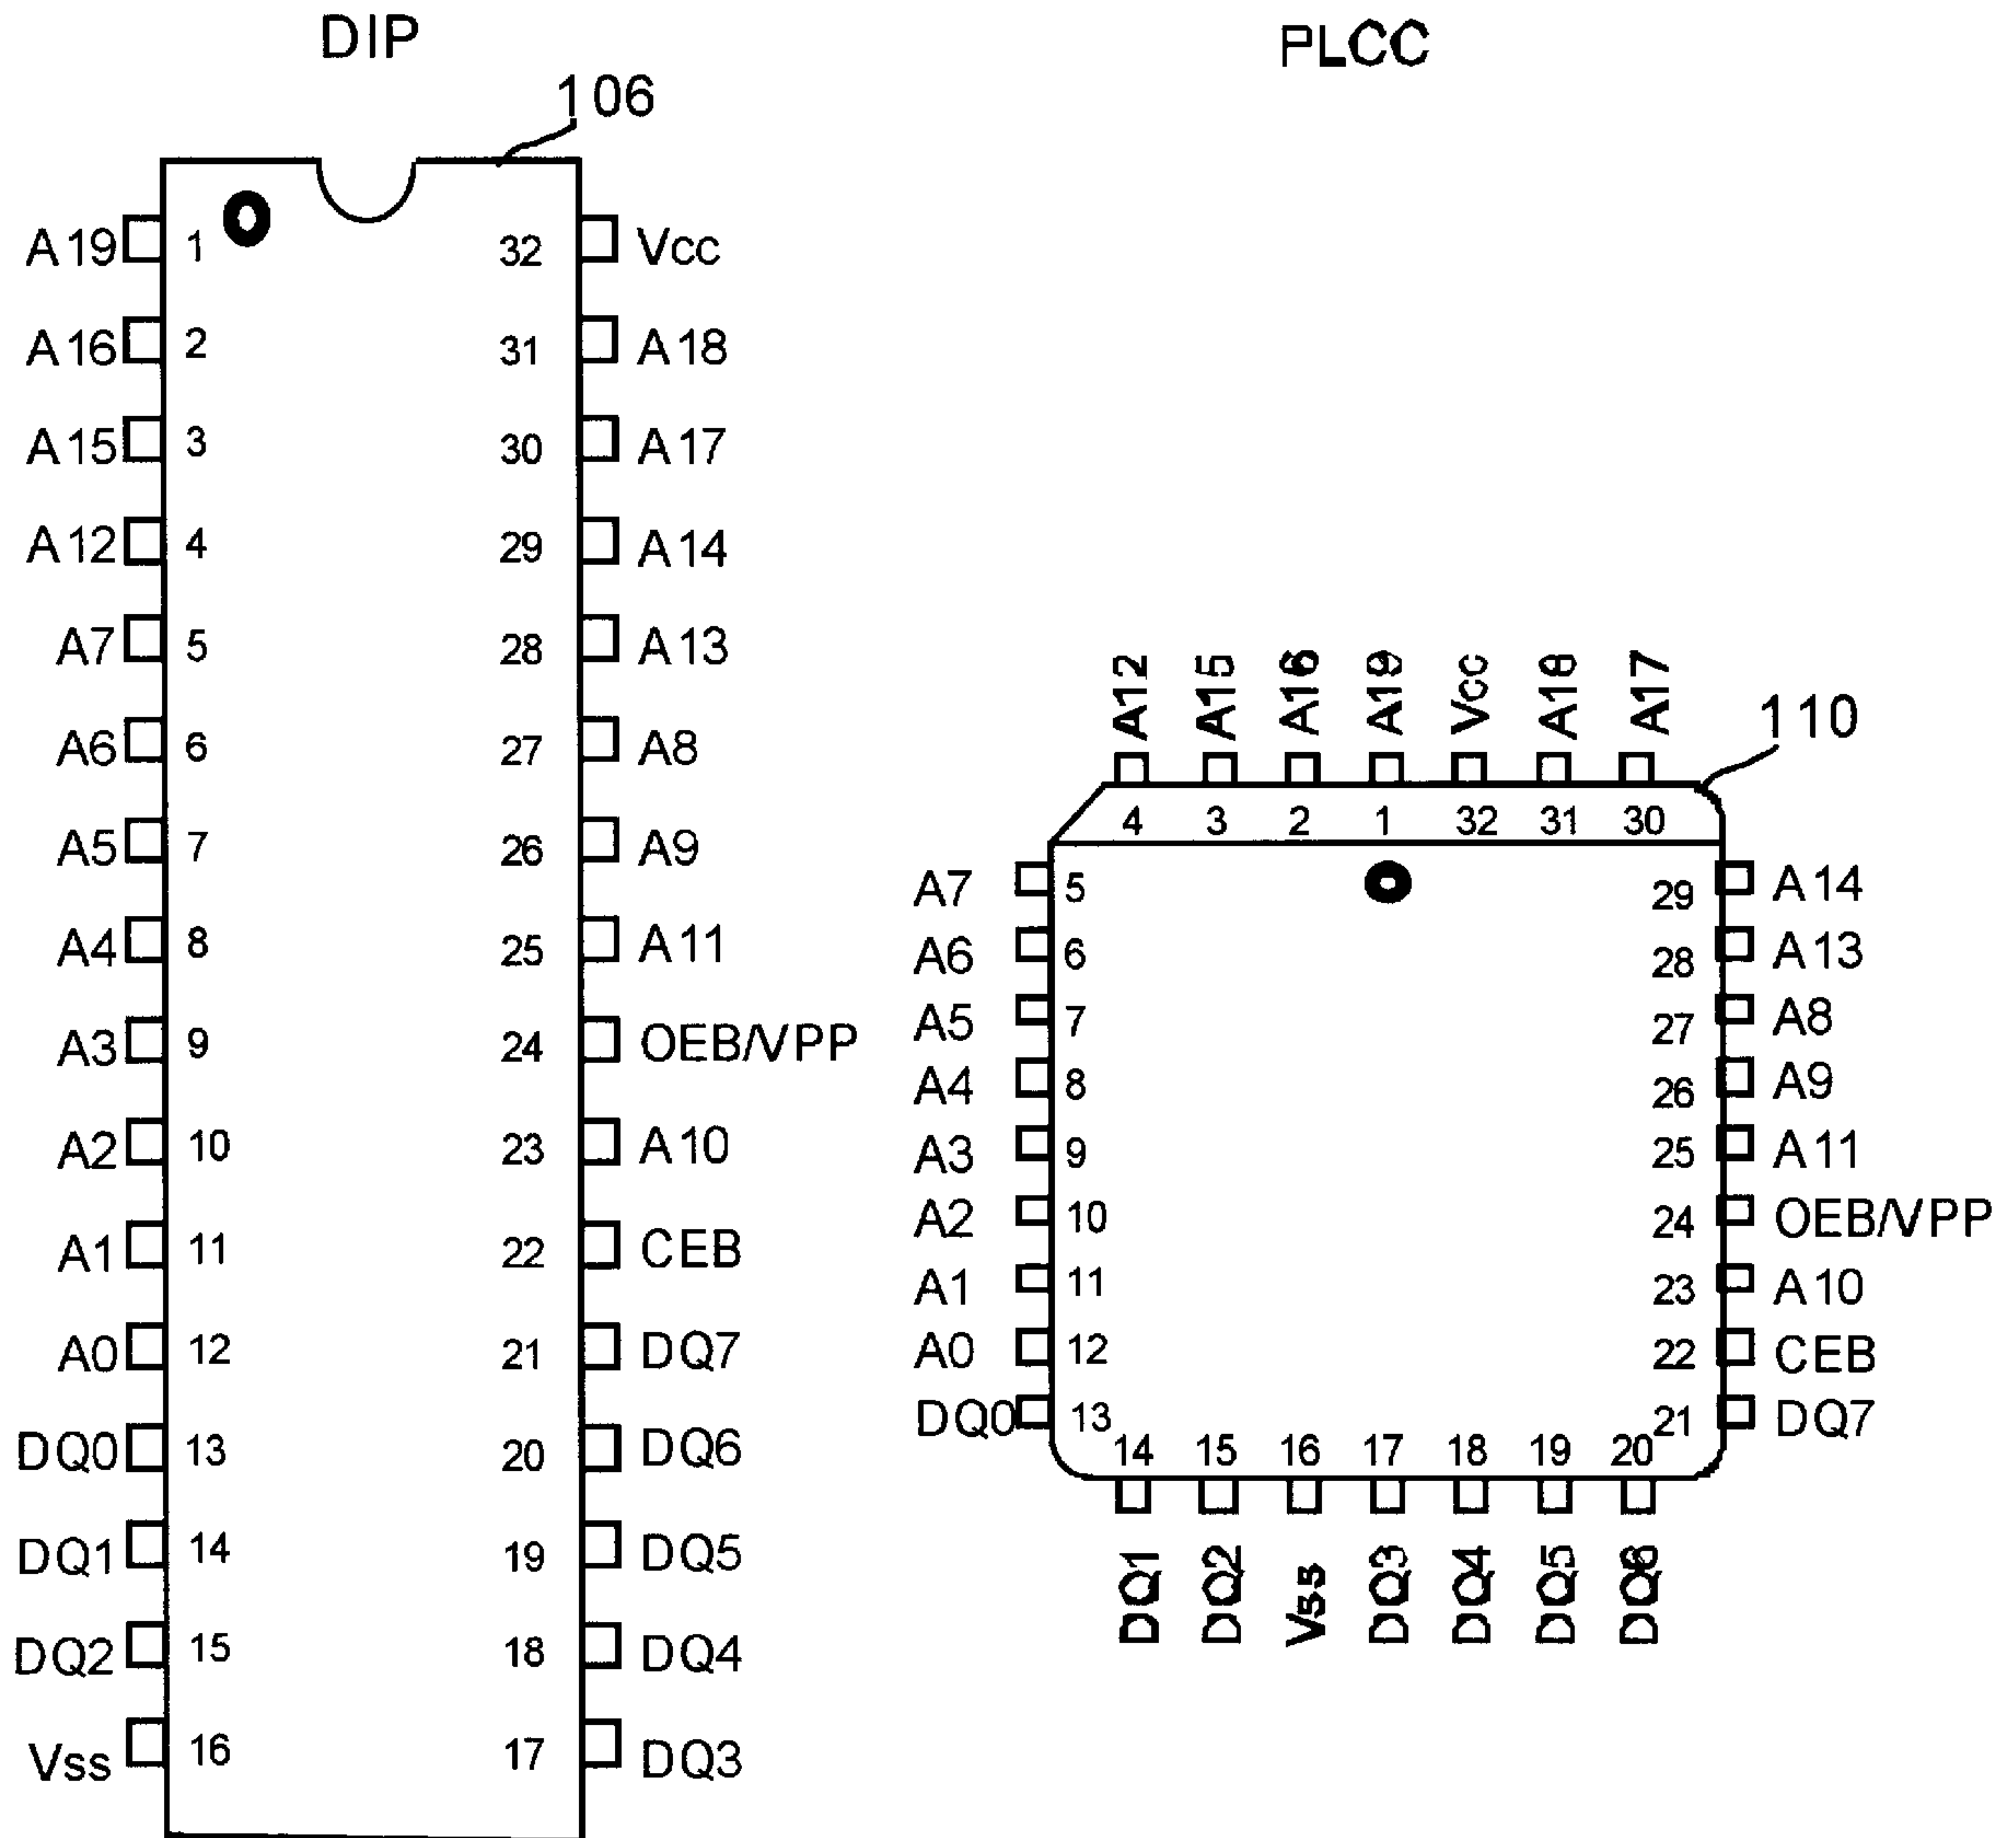 DIP
106
A19 1 32 Vcc
A16 2 31 A18
A15 3 30 A17
A12 4 29 A14
A7 5 28 A13
A6 6 27 A8
A5 7 26 A9
A4 8 25 A11
A3 9 24 OEB/VPP
A2 10 23 A10
A1 11 22 CEB
A0 12 21 DQ7
DQ0 13 20 DQ6
DQ1 14 19 DQ5
DQ2 15 18 DQ4
Vss 16 17 DQ3
PLCC
110
A12 A15 A16 A19 Vcc A18 A17
4 3 2 1 32 31 30
A7 5 29 A14
A6 6 28 A13
A5 7 27 A8
A4 8 26 A9
A3 9 25 A11
A2 10 24 OEB/VPP
A1 11 23 A10
A0 12 22 CEB
DQ0 13 21 DQ7
14 15 16 17 18 19 20
DQ1 DQ2 Vss DQ3 DQ4 DQ5 DQ6